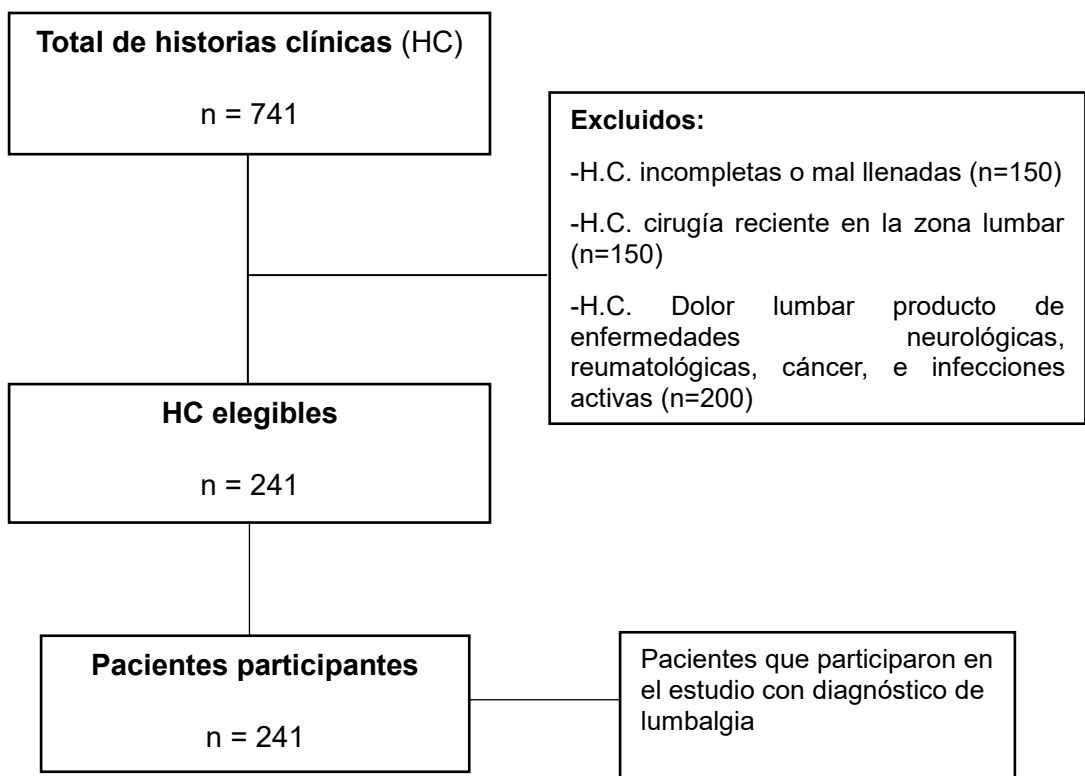 Total de historias clínicas (HC)
n = 741
Excluidos:
-H.C. incompletas o mal llenadas (n=150)
-H.C. cirugía reciente en la zona lumbar
(n=150)
-H.C. Dolor lumbar producto de
enfermedades neurológicas,
reumatológicas, cáncer, e infecciones
activas (n=200)
HC elegibles
n = 241
Pacientes participantes
n = 241
Pacientes que participaron en
el estudio con diagnóstico de
lumbalgia